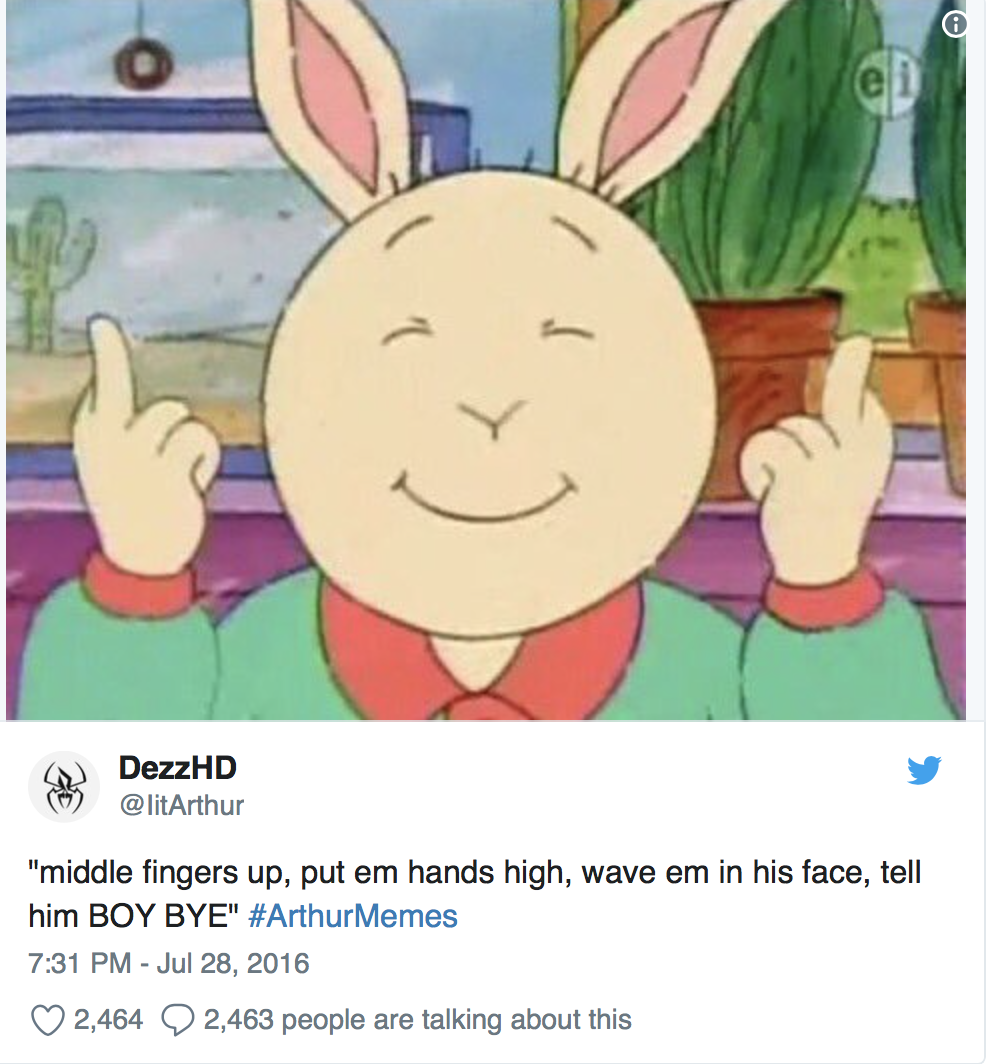 ei
DezzHD
@litArthur
"middle fingers up, put em hands high, wave em in his face, tell
him BOY BYE" #ArthurMemes
7:31 PM - Jul 28, 2016
2,464 2,463 people are talking about this